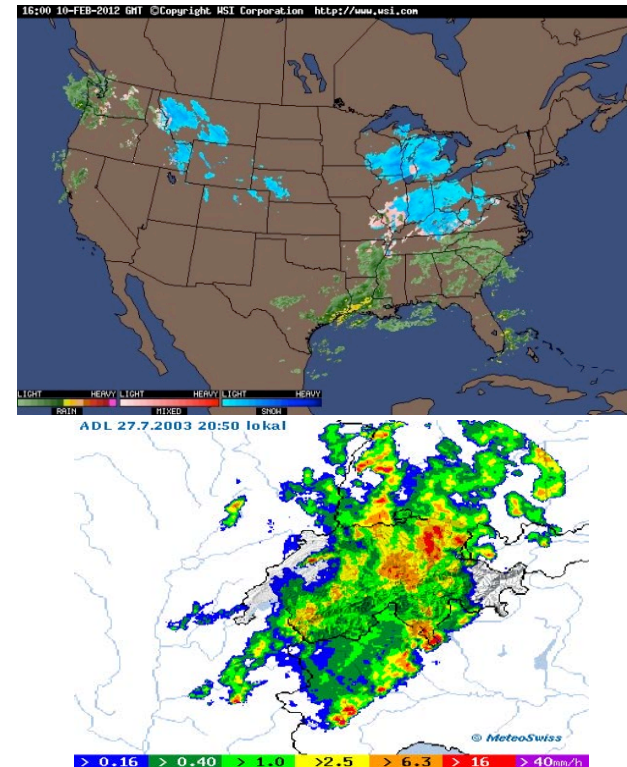 16:00 10-FEB-2012 GMT ©Copyright WSI Corporation http://www.wsi.com
LIGHT HEAVY LIGHT HEAVY LIGHT HEAVY
RAIN MIXED SNOW
ADL 27.7.2003 20:50 lokal
© MeteoSwiss
> 0.16 > 0.40 > 1.0 >2.5 > 6.3 > 16 > 40mm/h